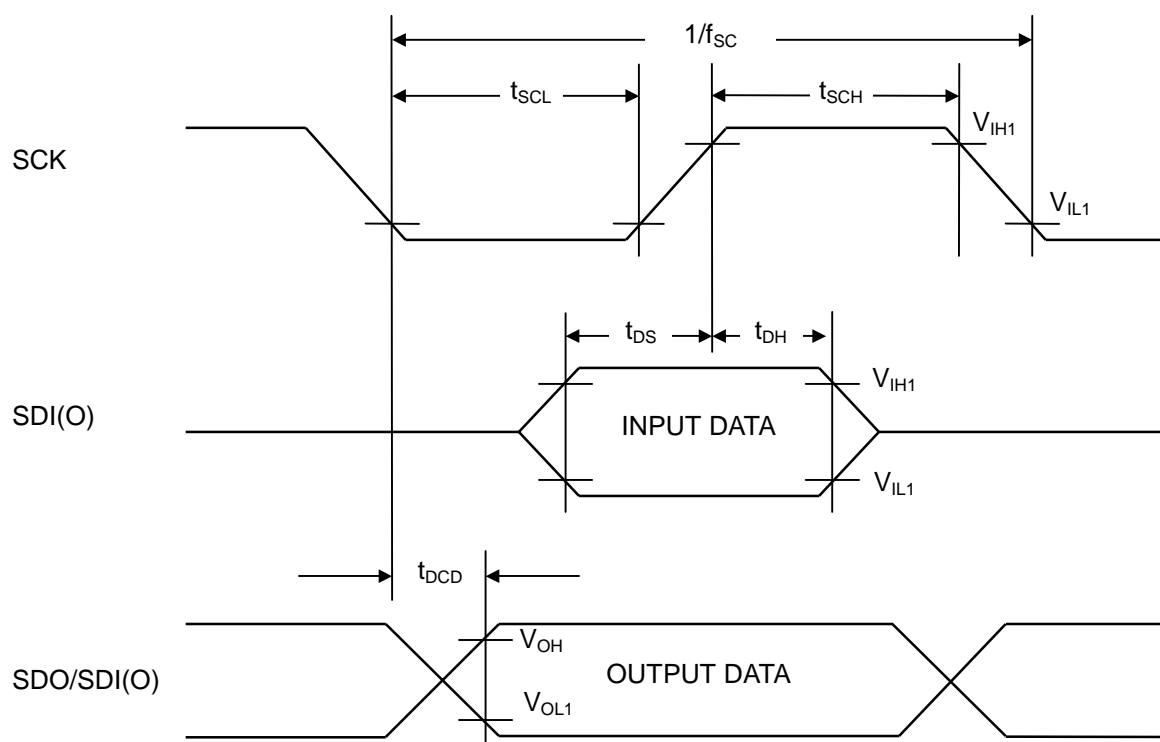 1/fSC
tSCL
tSCH
VIH1
SCK
VIL1
tDS
tDH
VIH1
SDI(O)
INPUT DATA
VIL1
tDCD
VOH
SDO/SDI(O)
OUTPUT DATA
VOL1